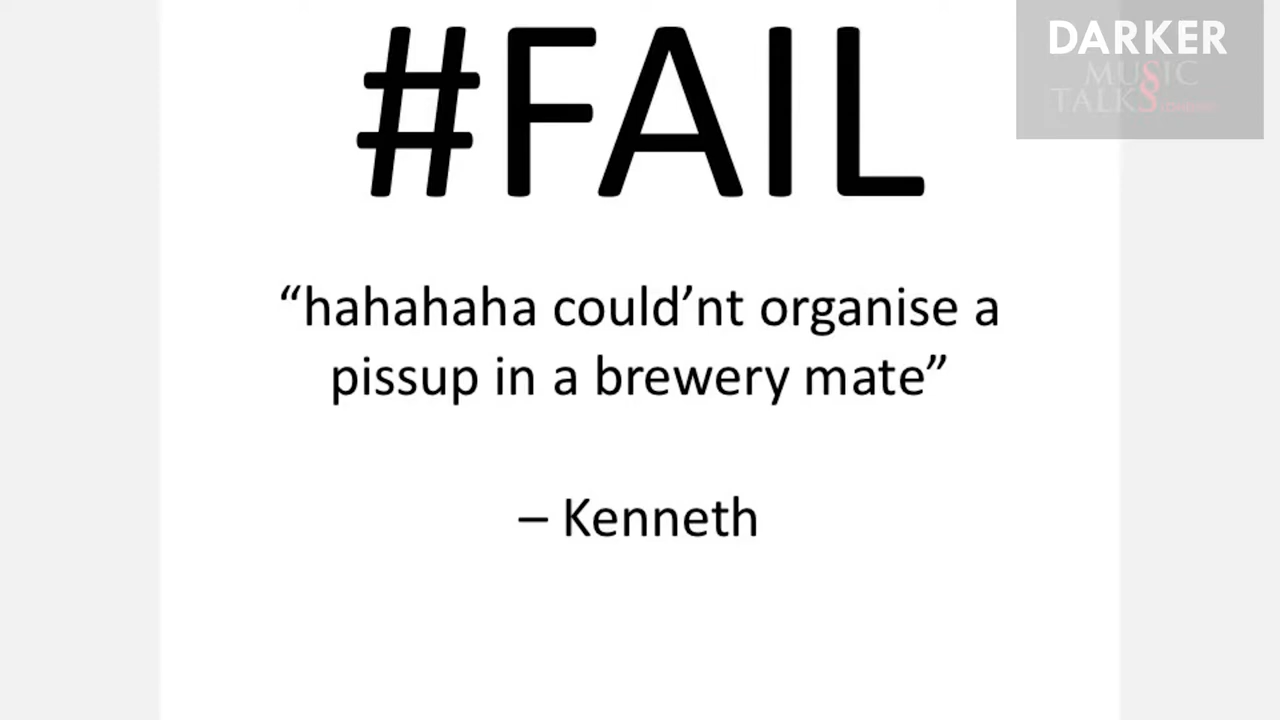 #FAIL
DARKER
MUSIC
TALKS
“hahahaha could’nt organise a
pissup in a brewery mate”
– Kenneth